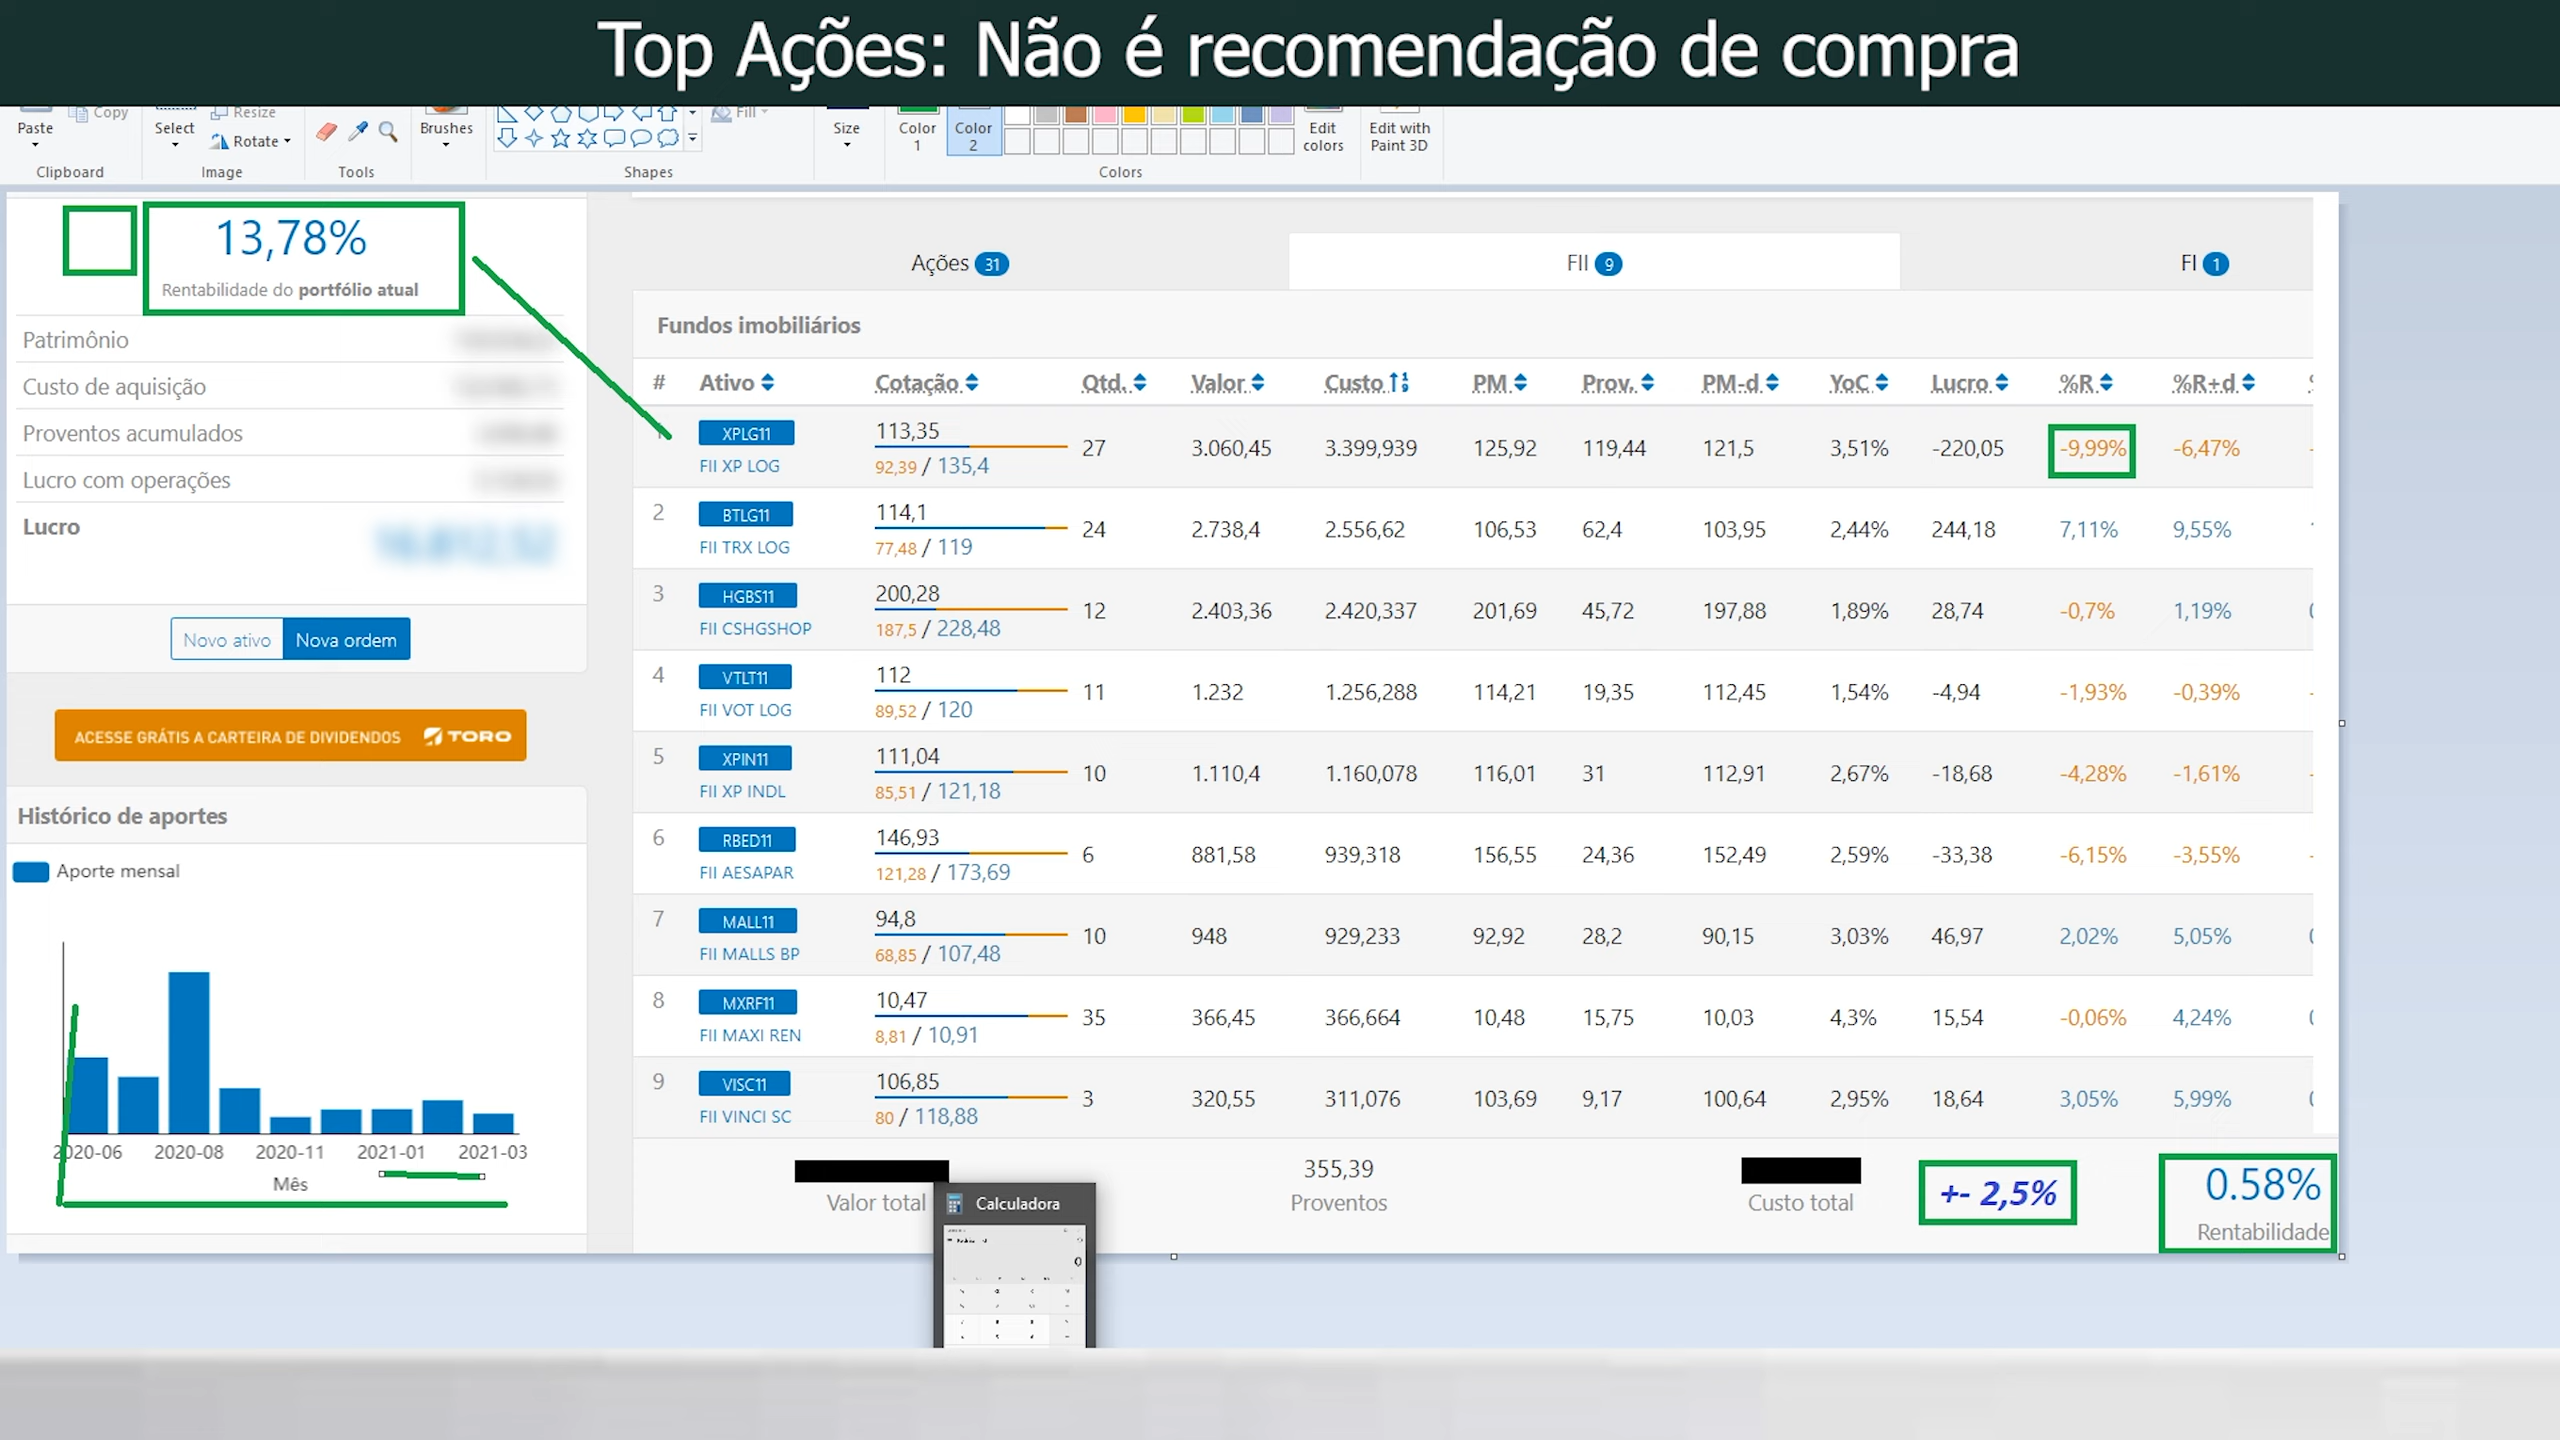 Top Ações: Não é recomendação de compra
Paste
Copy
Clipboard
Select
Resize
Rotate
Image
Tools
Brushes
Fill
Shapes
Size
Color 1
Color 2
Edit colors
Colors
Edit with Paint 3D
13,78%
Rentabilidade do portfólio atual
Patrimônio
Custo de aquisição
Proventos acumulados
Lucro com operações
Lucro
Novo ativo Nova ordem
ACESSE GRÁTIS A CARTEIRA DE DIVIDENDOS TORO
Histórico de aportes
Aporte mensal
2020-06 2020-08 2020-11 2021-01 2021-03
Mês
Ações 31 FII 9 FI 1
Fundos imobiliários
# Ativo Cotação Qtd. Valor Custo PM Prov. PM-d YoC Lucro %R %R+d
XPLG11 113,35 27 3.060,45 3.399,939 125,92 119,44 121,5 3,51% -220,05 -9,99% -6,47%
FII XP LOG 92,39 / 135,4
2 BTLG11 114,1 24 2.738,4 2.556,62 106,53 62,4 103,95 2,44% 244,18 7,11% 9,55%
FII TRX LOG 77,48 / 119
3 HGBS11 200,28 12 2.403,36 2.420,337 201,69 45,72 197,88 1,89% 28,74 -0,7% 1,19%
FII CSHGSHOP 187,5 / 228,48
4 VTLT11 112 11 1.232 1.256,288 114,21 19,35 112,45 1,54% -4,94 -1,93% -0,39%
FII VOT LOG 89,52 / 120
5 XPIN11 111,04 10 1.110,4 1.160,078 116,01 31 112,91 2,67% -18,68 -4,28% -1,61%
FII XP INDL 85,51 / 121,18
6 RBED11 146,93 6 881,58 939,318 156,55 24,36 152,49 2,59% -33,38 -6,15% -3,55%
FII AESAPAR 121,28 / 173,69
7 MALL11 94,8 10 948 929,233 92,92 28,2 90,15 3,03% 46,97 2,02% 5,05%
FII MALLS BP 68,85 / 107,48
8 MXRF11 10,47 35 366,45 366,664 10,48 15,75 10,03 4,3% 15,54 -0,06% 4,24%
FII MAXI REN 8,81 / 10,91
9 VISC11 106,85 3 320,55 311,076 103,69 9,17 100,64 2,95% 18,64 3,05% 5,99%
FII VINCI SC 80 / 118,88
Valor total
355,39
Proventos
Custo total
+- 2,5%
0.58%
Rentabilidade
Calculadora